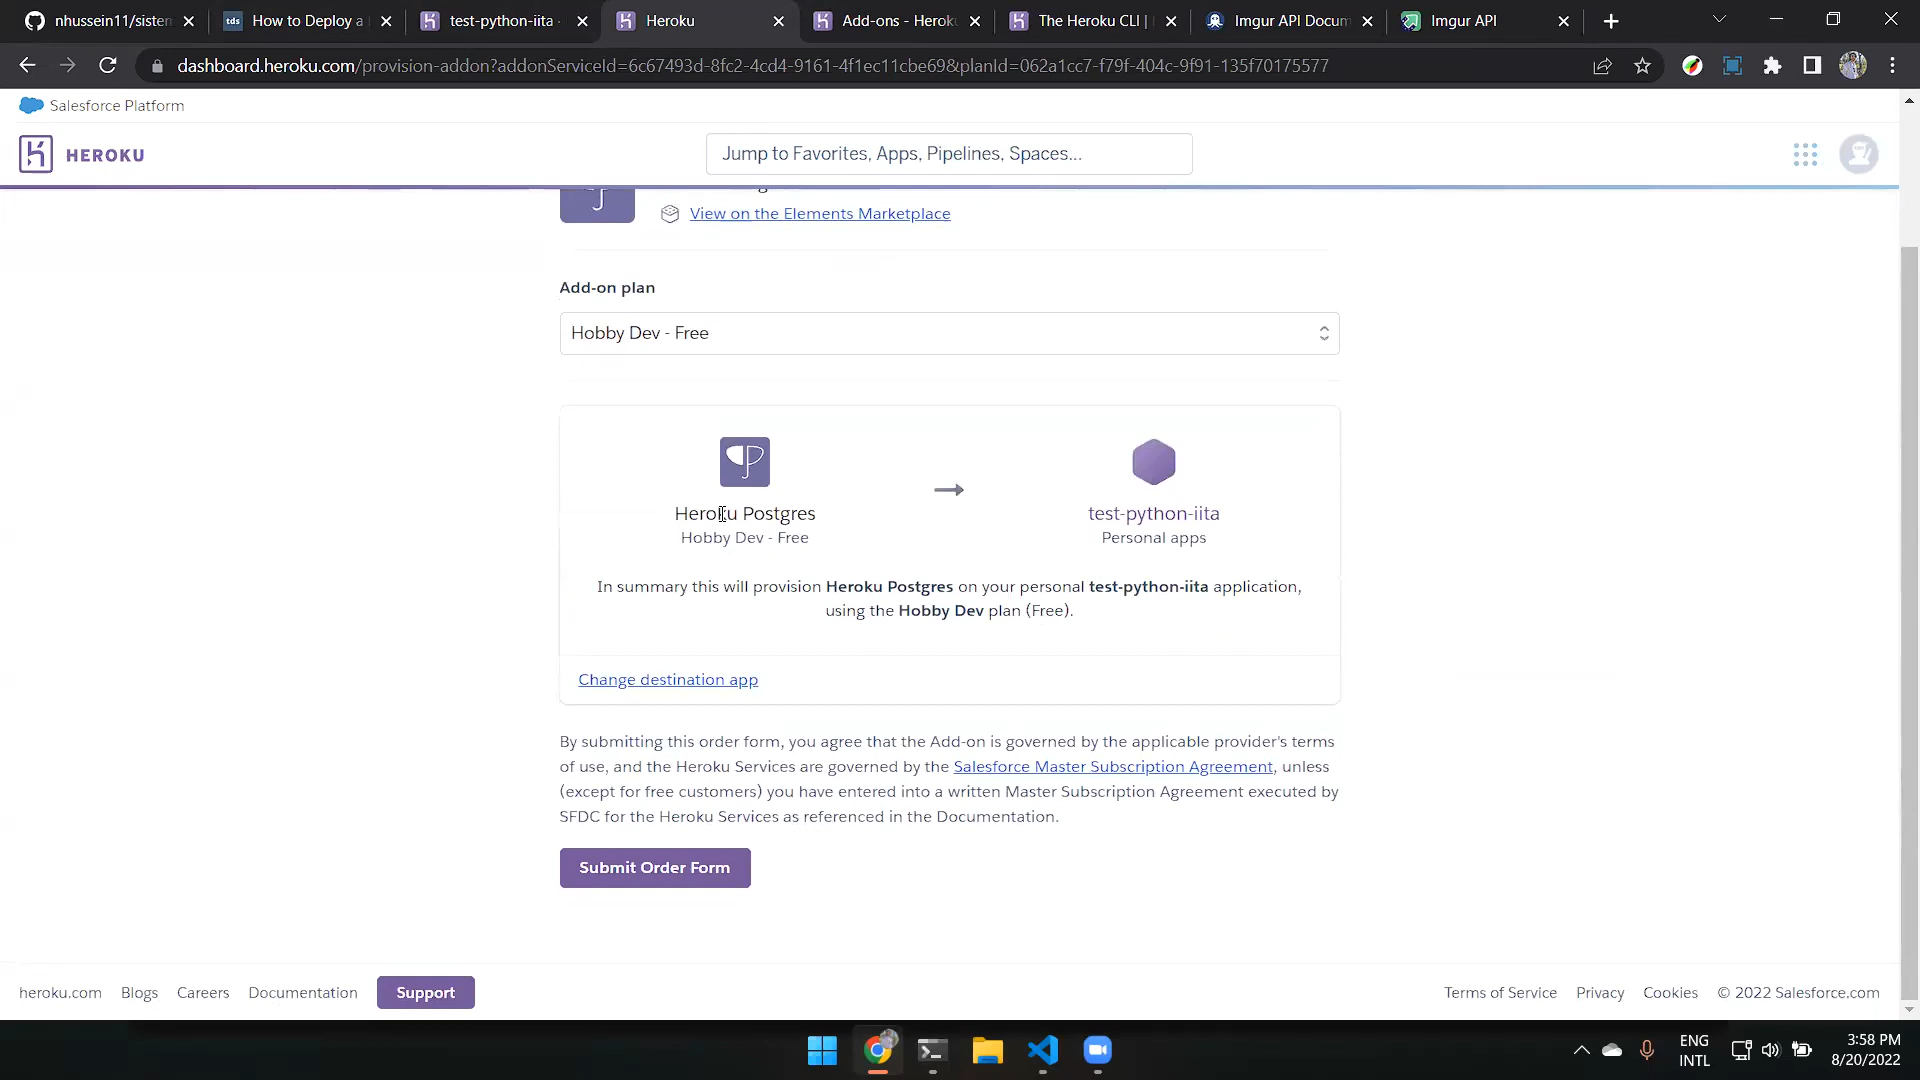 nhussein11/sistem
How to Deploy a
test-python-iita ·
Heroku
Add-ons - Heroku
The Heroku CLI |
Imgur API Docum
Imgur API
dashboard.heroku.com/provision-addon?addonServiceId=6c67493d-8fc2-4cd4-9161-4f1ec11cbe69&planId=062a1cc7-f79f-404c-9f91-135f70175577
Salesforce Platform
HEROKU
Jump to Favorites, Apps, Pipelines, Spaces...
View on the Elements Marketplace
Add-on plan
Hobby Dev - Free
Heroku Postgres
Hobby Dev - Free
test-python-iita
Personal apps
In summary this will provision Heroku Postgres on your personal test-python-iita application,
using the Hobby Dev plan (Free).
Change destination app
By submitting this order form, you agree that the Add-on is governed by the applicable provider's terms
of use, and the Heroku Services are governed by the Salesforce Master Subscription Agreement, unless
(except for free customers) you have entered into a written Master Subscription Agreement executed by
SFDC for the Heroku Services as referenced in the Documentation.
Submit Order Form
heroku.com Blogs Careers Documentation Support
Terms of Service Privacy Cookies © 2022 Salesforce.com
ENG
INTL
3:58 PM
8/20/2022